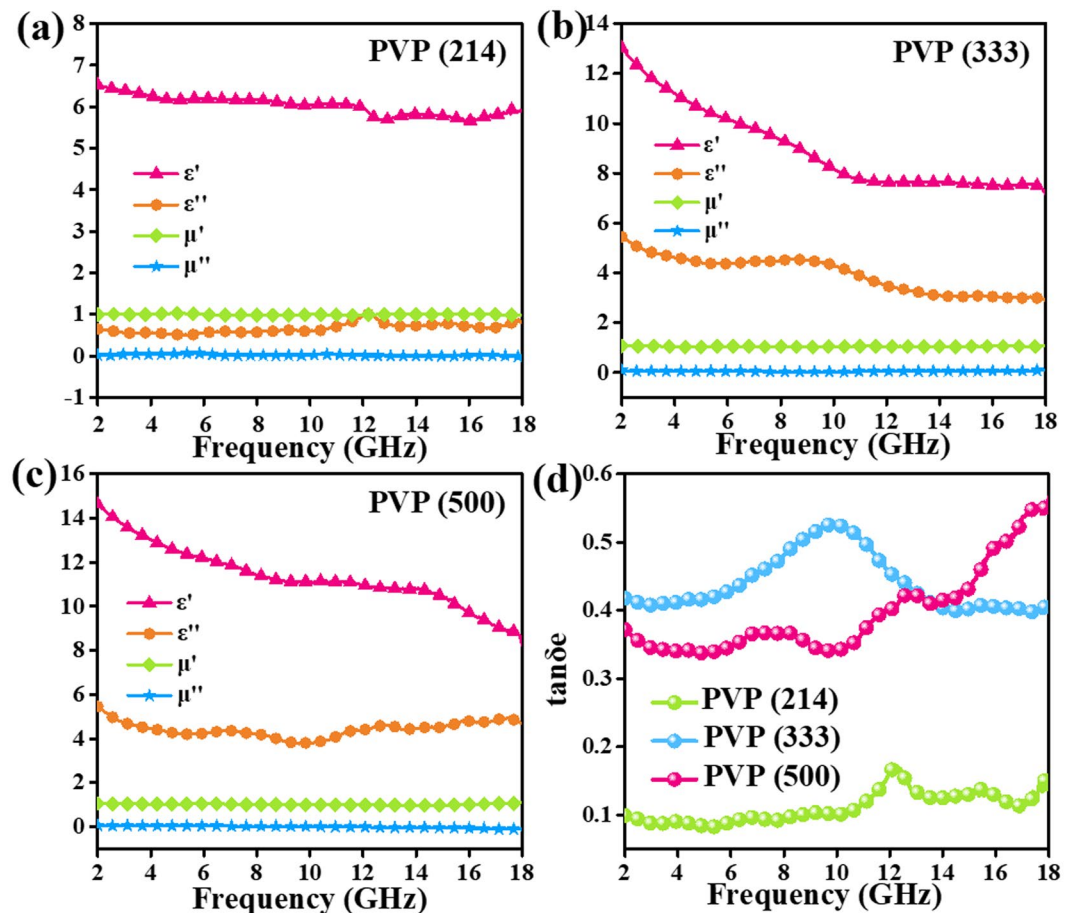 (a)
PVP (214)
8
7
6
5
4
3
2
1
0
-1
ε'
ε''
μ'
μ''
2 4 6 8 10 12 14 16 18
Frequency (GHz)
(b)
PVP (333)
14
12
10
8
6
4
2
0
ε'
ε''
μ'
μ''
2 4 6 8 10 12 14 16 18
Frequency (GHz)
(c)
PVP (500)
16
14
12
10
8
6
4
2
0
ε'
ε''
μ'
μ''
2 4 6 8 10 12 14 16 18
Frequency (GHz)
(d)
0.6
0.5
0.4
0.3
0.2
0.1
tanδe
PVP (214)
PVP (333)
PVP (500)
2 4 6 8 10 12 14 16 18
Frequency (GHz)